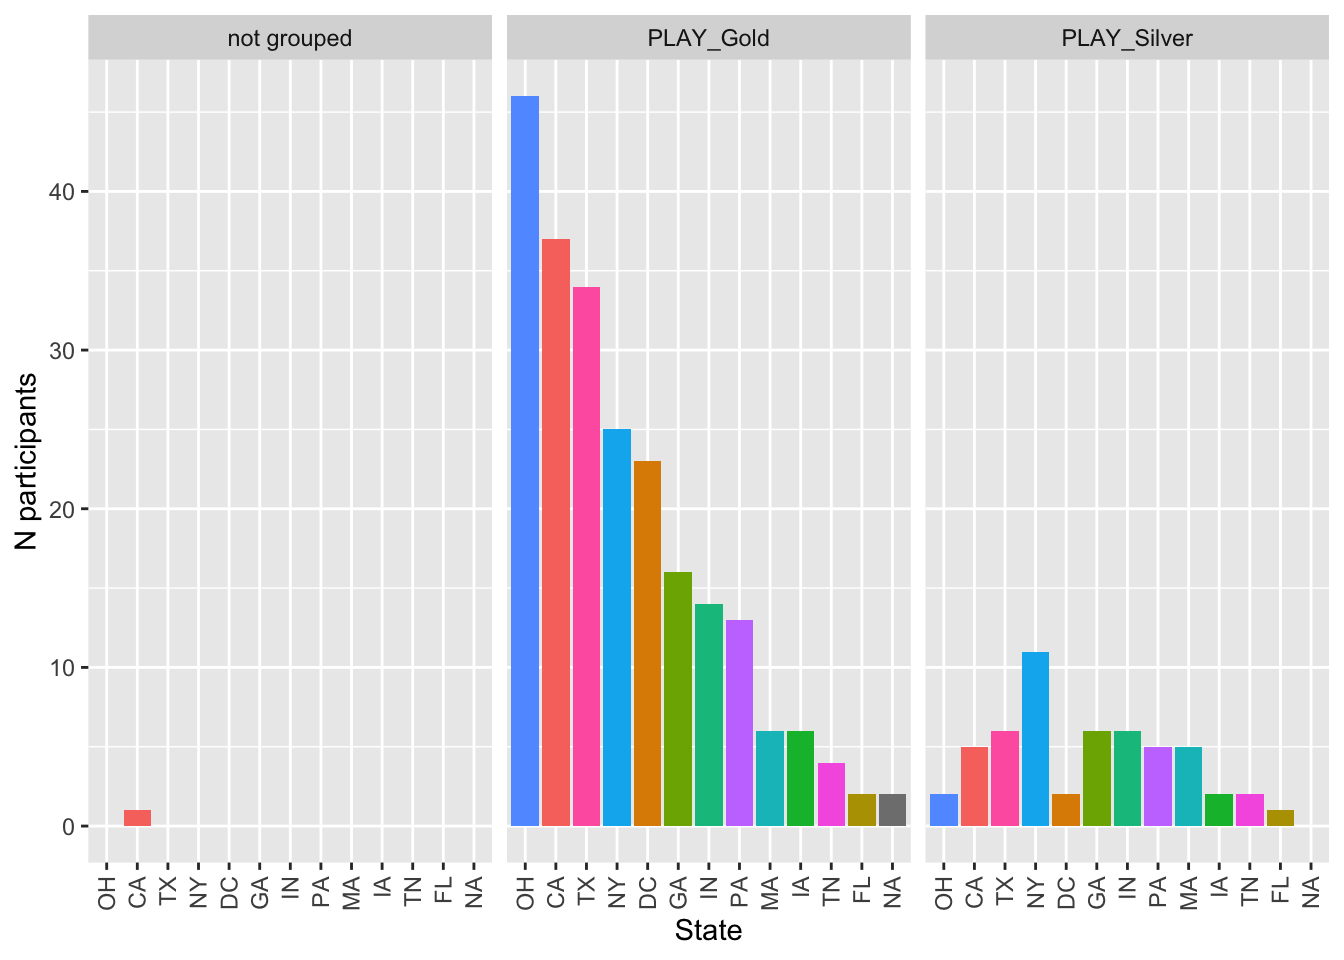 not grouped PLAY_Gold PLAY_Silver
N participants
40
30
20
10
0
OH CA TX NY DC GA IN PA MA IA TN FL NA OH CA TX NY DC GA IN PA MA IA TN FL NA OH CA TX NY DC GA IN PA MA IA TN FL NA
State